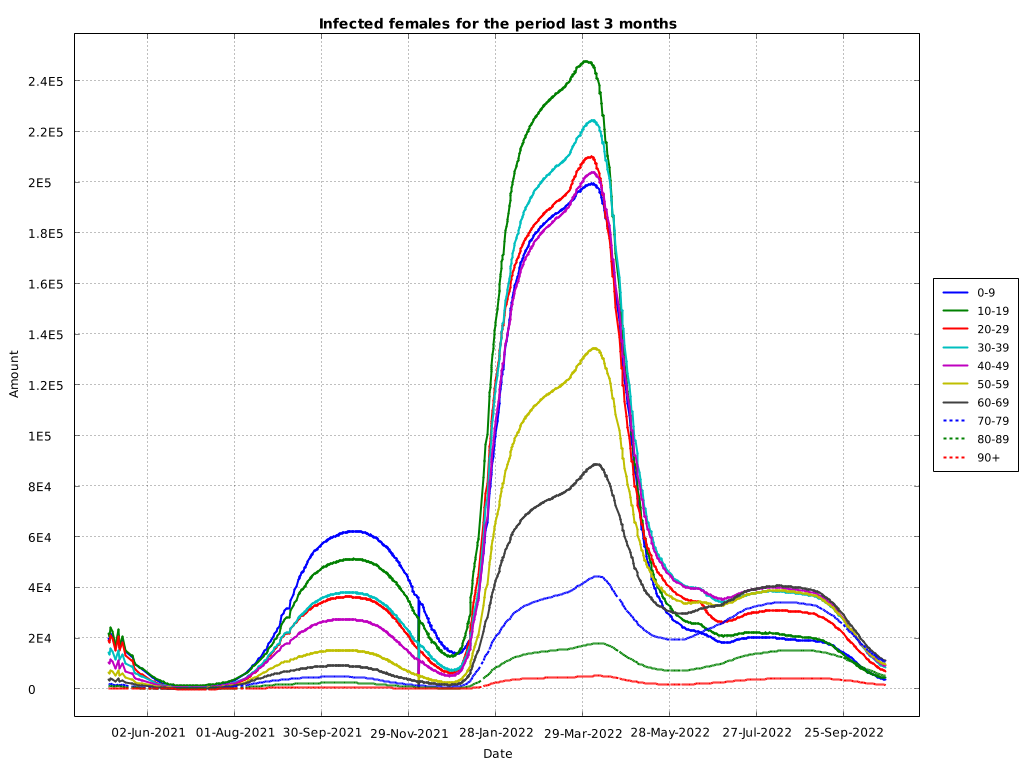 Infected females for the period last 3 months
2.4E5
2.2E5
2E5
1.8E5
1.6E5
1.4E5
1.2E5
1E5
8E4
6E4
4E4
2E4
0
Amount
02-Jun-2021 01-Aug-2021 30-Sep-2021 29-Nov-2021 28-Jan-2022 29-Mar-2022 28-May-2022 27-Jul-2022 25-Sep-2022
Date
0-9
10-19
20-29
30-39
40-49
50-59
60-69
70-79
80-89
90+